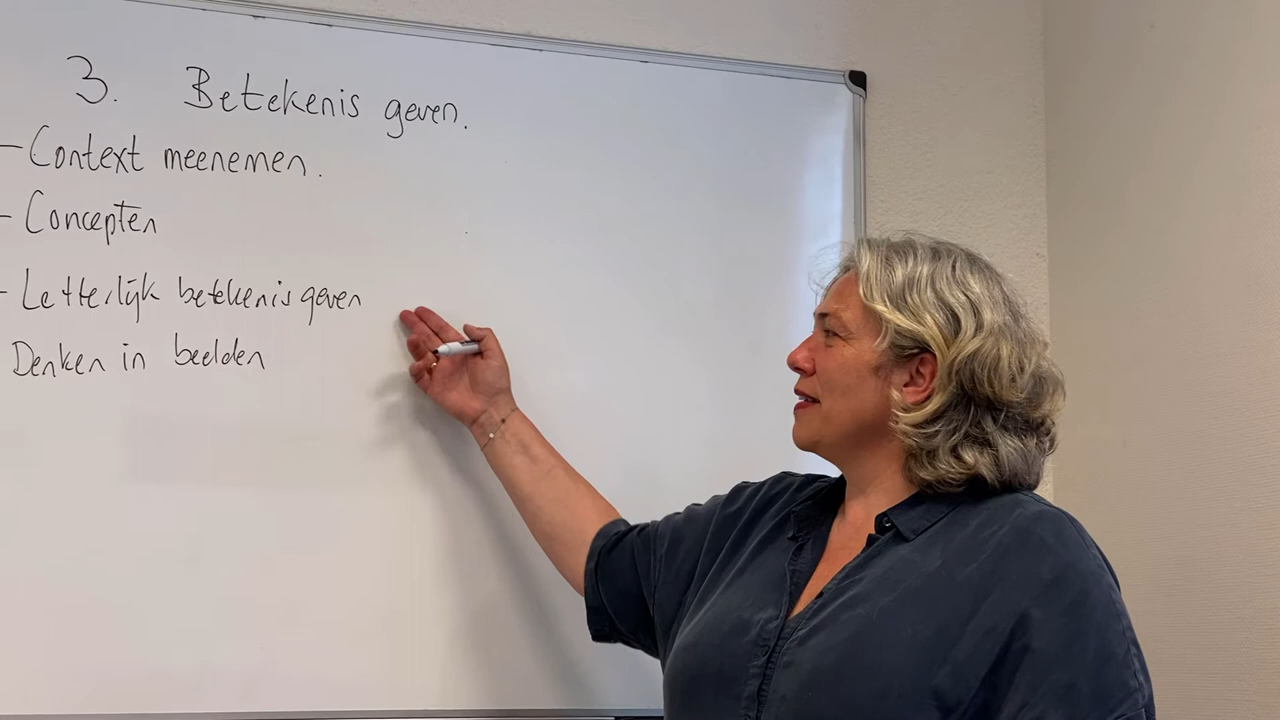 3. Betekenis geven.
- Context meenemen.
- Concepten
- Letterlijk betekenis geven
Denken in beelden